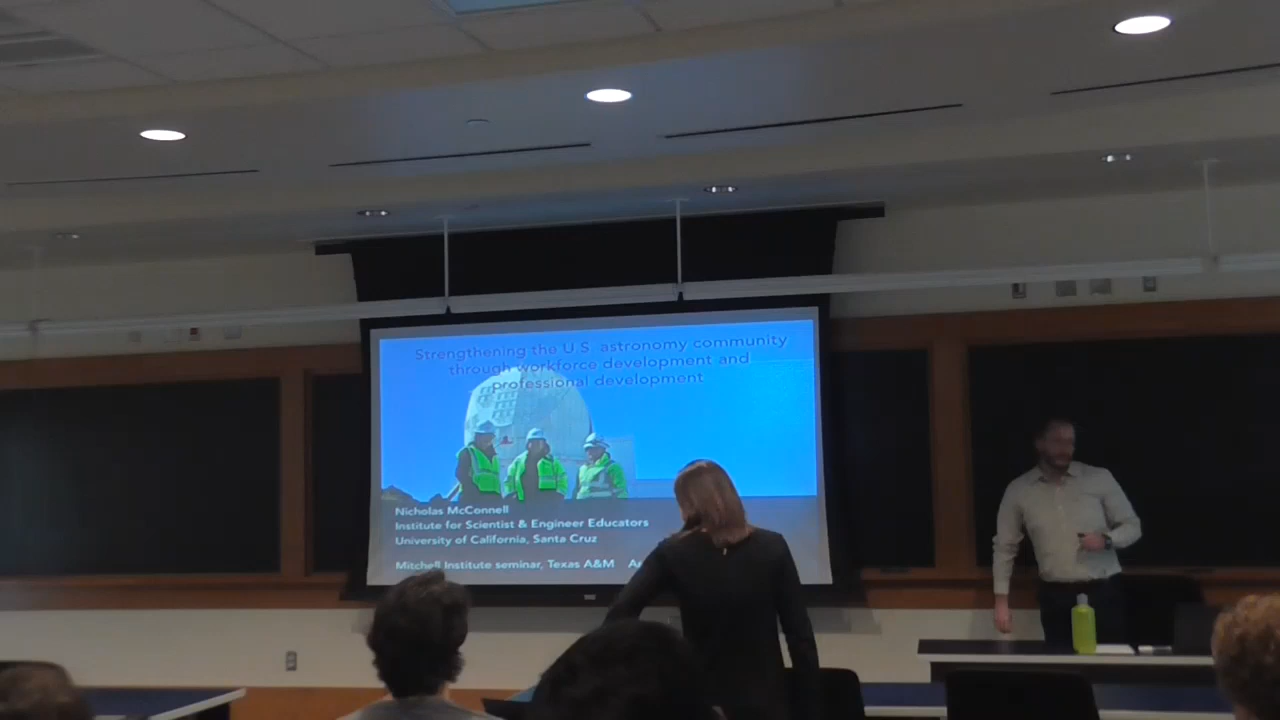 Strengthening the U.S. astronomy community
through workforce development and
professional development
Nicholas McConnell
Institute for Scientist & Engineer Educators
University of California, Santa Cruz
Mitchell Institute seminar, Texas A&M